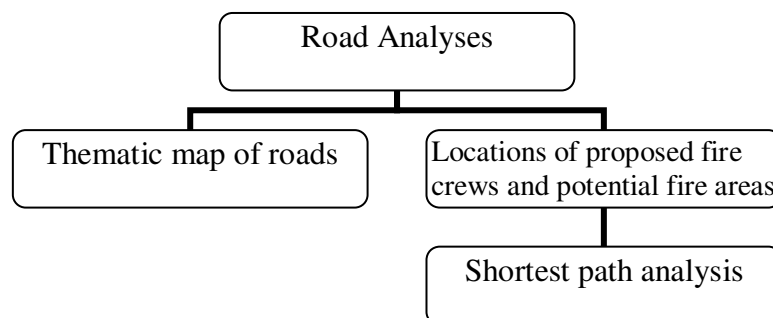 Road Analyses
Thematic map of roads
Locations of proposed fire
crews and potential fire areas
Shortest path analysis